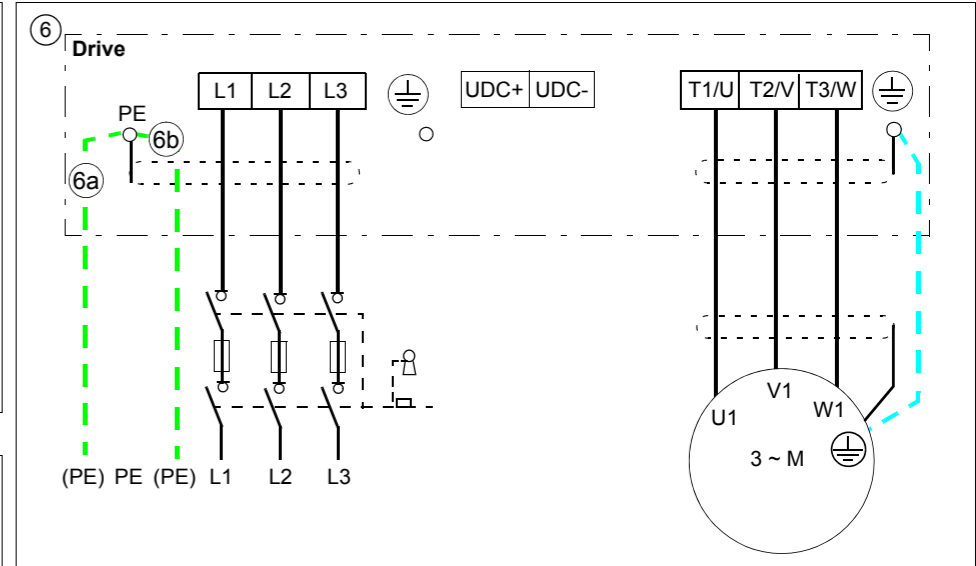 6
Drive
L1 L2 L3 UDC+ UDC- T1/U T2/V T3/W
PE
6b
6a
U1 V1 W1
3 ~ M
(PE) PE (PE) L1 L2 L3